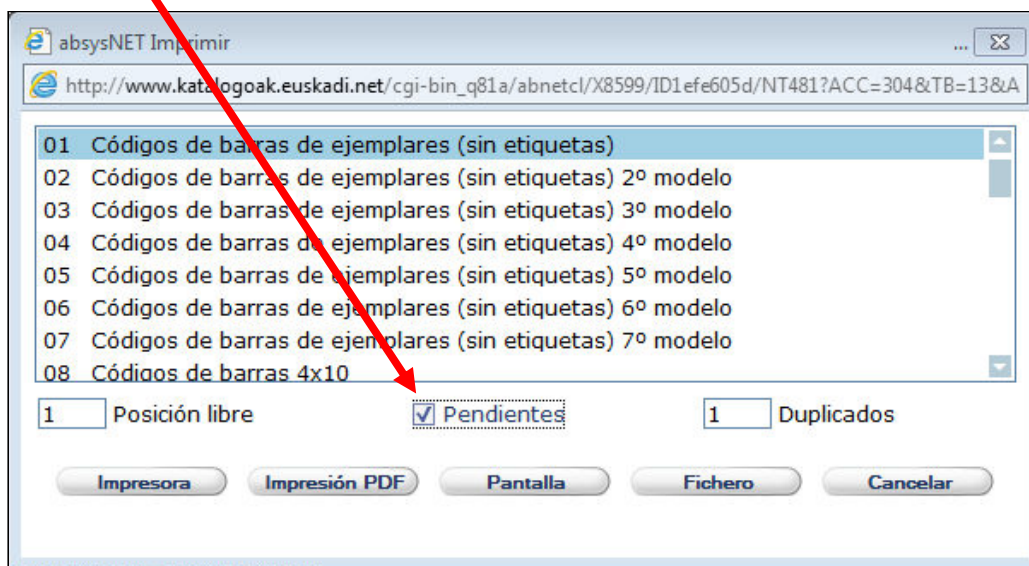 absysNET Imprimir ...
http://www.katalogoak.euskadi.net/cgi-bin_q81a/abnetcl/X8599/ID1efe605d/NT481?ACC=304&TB=13&A
01 Códigos de barras de ejemplares (sin etiquetas)
02 Códigos de barras de ejemplares (sin etiquetas) 2º modelo
03 Códigos de barras de ejemplares (sin etiquetas) 3º modelo
04 Códigos de barras de ejemplares (sin etiquetas) 4º modelo
05 Códigos de barras de ejemplares (sin etiquetas) 5º modelo
06 Códigos de barras de ejemplares (sin etiquetas) 6º modelo
07 Códigos de barras de ejemplares (sin etiquetas) 7º modelo
08 Códigos de barras 4x10
1 Posición libre Pendientes 1 Duplicados
Impresora Impresión PDF Pantalla Fichero Cancelar